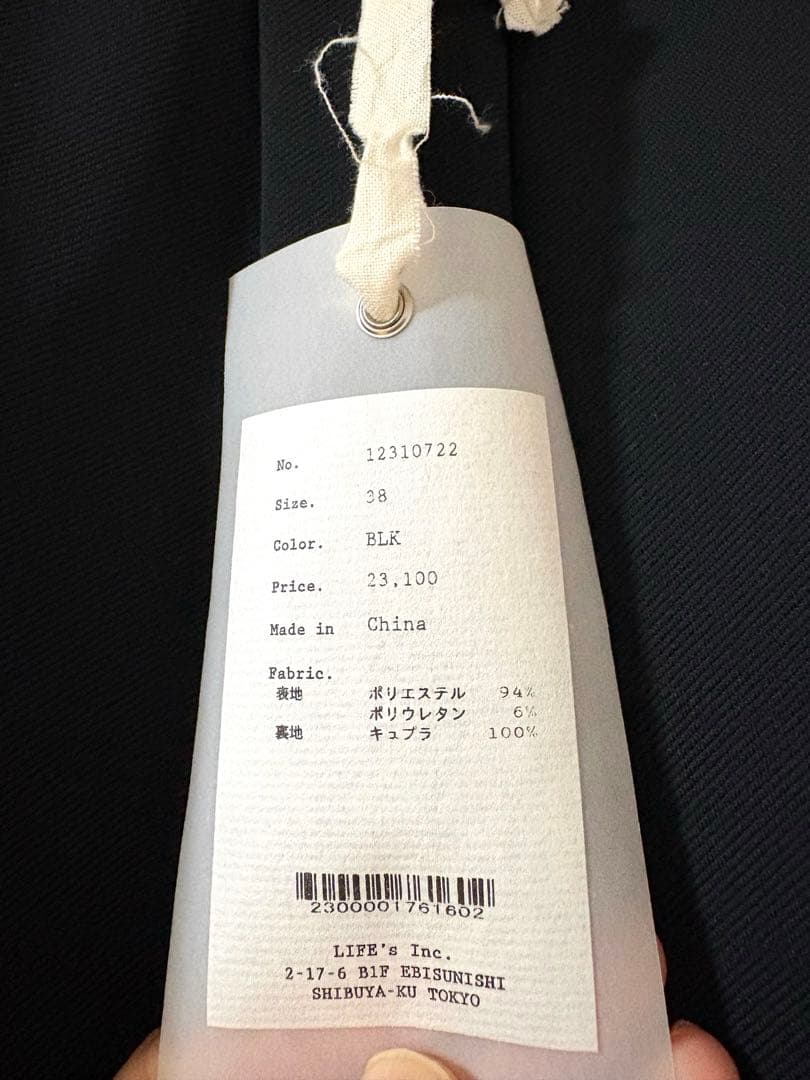 No. 12310722
Size. 38
Color. BLK
Price. 23,100
Made in China
Fabric.
表地 ポリエステル 94%
ポリウレタン 6%
裏地 キュプラ 100%
2300001761602
LIFE's Inc.
2-17-6 B1F EBISUNISHI
SHIBUYA-KU TOKYO